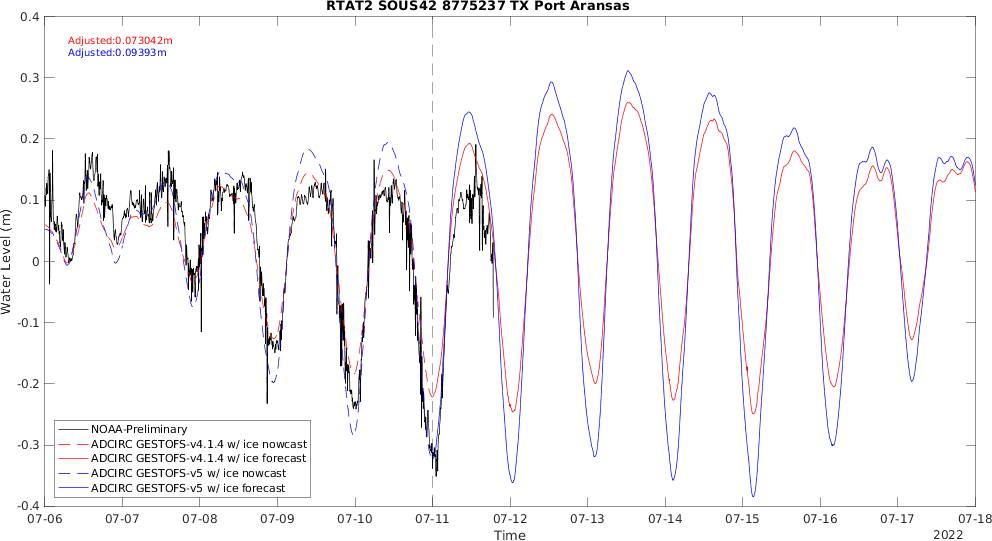 RTAT2 SOUS42 8775237 TX Port Aransas
Adjusted:0.073042m
Adjusted:0.09393m
0.4
0.3
0.2
0.1
0
-0.1
-0.2
-0.3
-0.4
Water Level (m)
NOAA-Preliminary
ADCIRC GESTOFS-v4.1.4 w/ ice nowcast
ADCIRC GESTOFS-v4.1.4 w/ ice forecast
ADCIRC GESTOFS-v5 w/ ice nowcast
ADCIRC GESTOFS-v5 w/ ice forecast
07-06 07-07 07-08 07-09 07-10 07-11 07-12 07-13 07-14 07-15 07-16 07-17 07-18
Time
2022